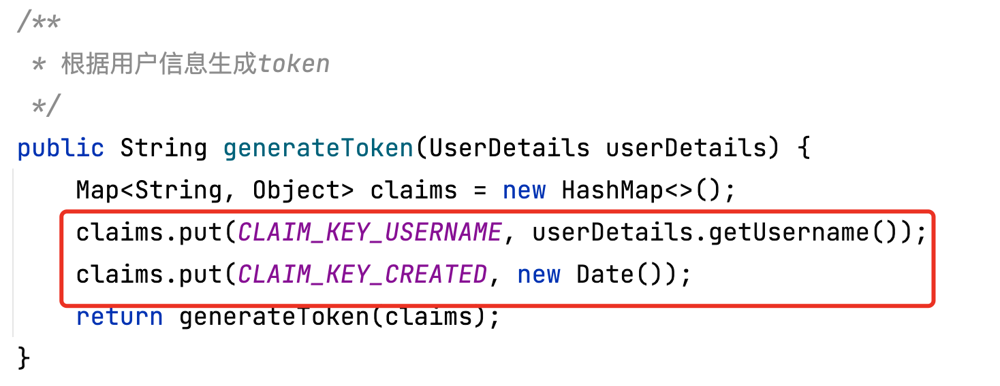 /**
 * 根据用户信息生成token
 */
public String generateToken(UserDetails userDetails) {
    Map<String, Object> claims = new HashMap<>();
    claims.put(CLAIM_KEY_USERNAME, userDetails.getUsername());
    claims.put(CLAIM_KEY_CREATED, new Date());
    return generateToken(claims);
}